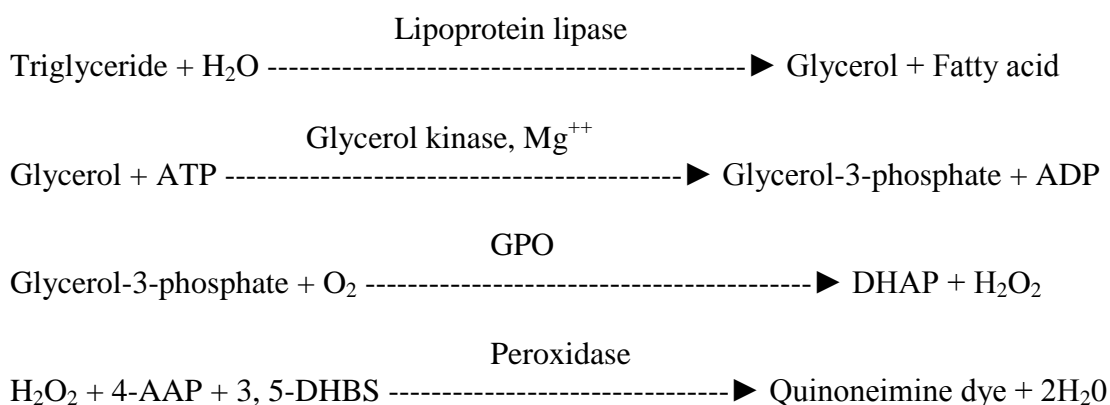 Lipoprotein lipase
Triglyceride + H₂O ---------------------------------------------► Glycerol + Fatty acid
Glycerol kinase, Mg⁺⁺
Glycerol + ATP -------------------------------------------► Glycerol-3-phosphate + ADP
GPO
Glycerol-3-phosphate + O₂ ------------------------------------------► DHAP + H₂O₂
Peroxidase
H₂O₂ + 4-AAP + 3, 5-DHBS --------------------------------► Quinoneimine dye + 2H₂0